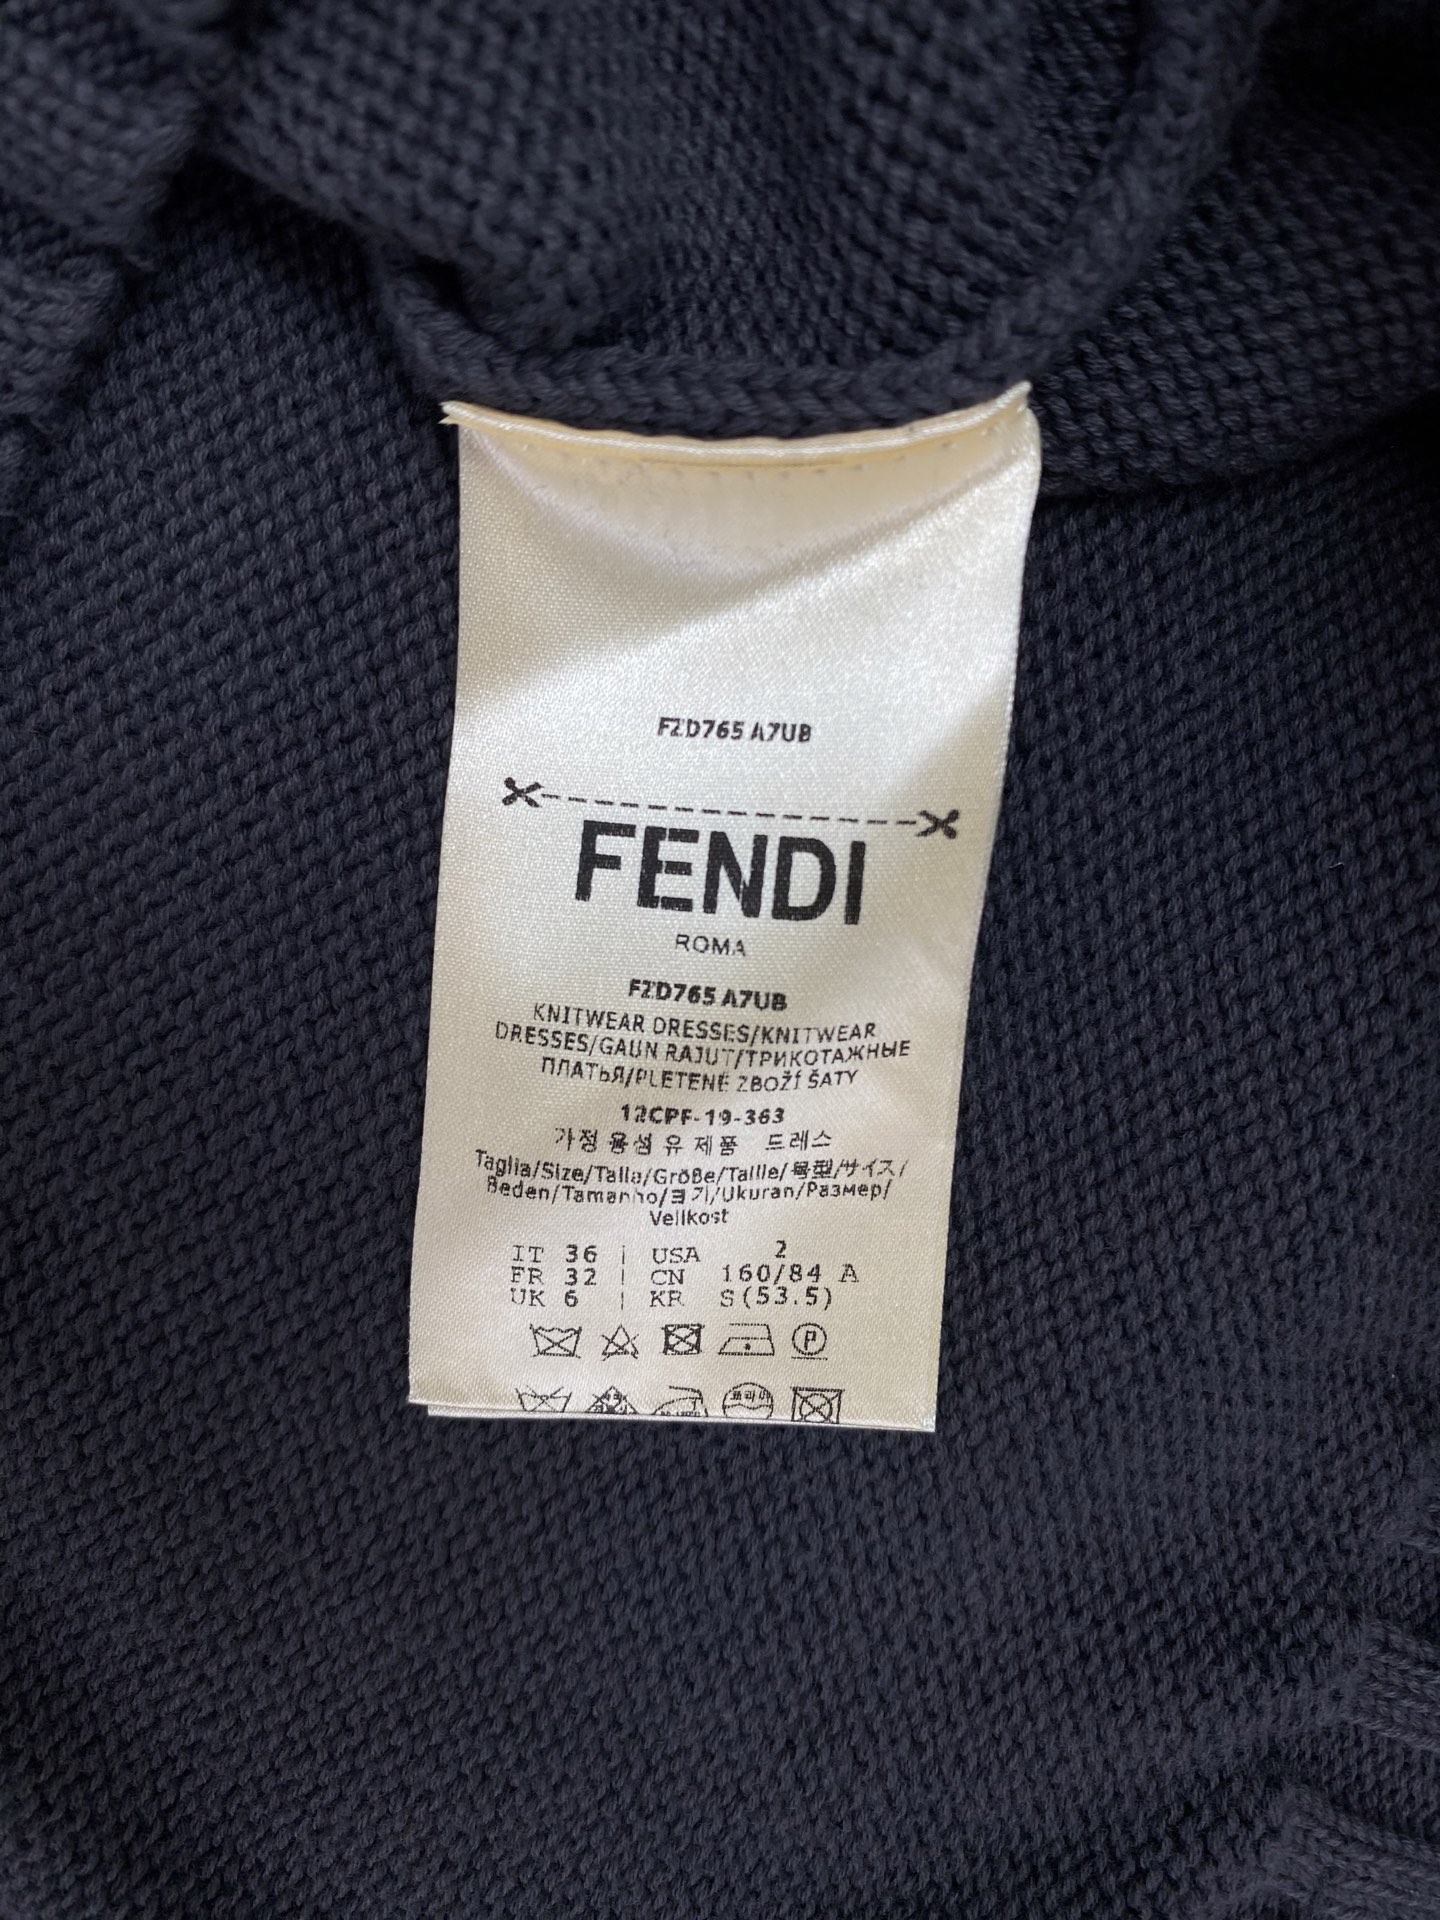 FZD765 A7UB
FENDI
ROMA
FZD765 A7UB
KNITWEAR DRESSES/KNITWEAR
DRESSES/GAUN RAJUT/ТРИКОТАЖНЫЕ
ПЛАТЬЯ/PLETENÉ ZBOŽÍ ŠATY
12CPF-19-363
가정용섬유제품 드레스
Taglia/Size/Talla/Größe/Taille/号型/サイズ/
Beden/Tamanho/크기/Ukuran/Размер/
Velikost
IT 36 | USA 2
FR 32 | CN 160/84 A
UK 6 | KR S(53.5)
P